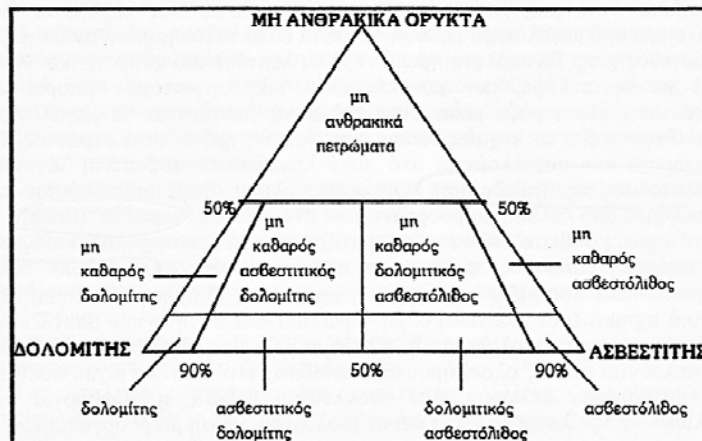 ΜΗ ΑΝΘΡΑΚΙΚΑ ΟΡΥΚΤΑ
μη
ανθρακικά
πετρώματα
50%
50%
μη
καθαρός
δολομίτης
μη
καθαρός
ασβεστιτικός
δολομίτης
μη
καθαρός
δολομιτικός
ασβεστόλιθος
μη
καθαρός
ασβεστόλιθος
ΔΟΛΟΜΙΤΗΣ
ΑΣΒΕΣΤΙΤΗΣ
90%
50%
90%
δολομίτης
ασβεστιτικός
δολομίτης
δολομιτικός
ασβεστόλιθος
ασβεστόλιθος